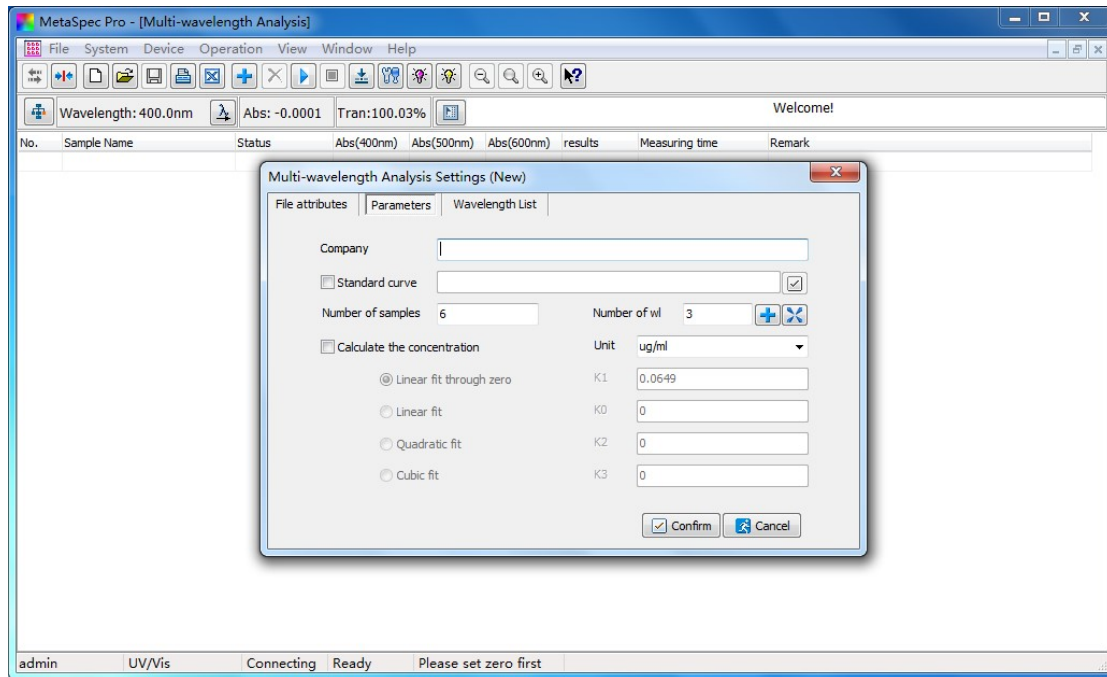 MetaSpec Pro - [Multi-wavelength Analysis]
File System Device Operation View Window Help
Wavelength: 400.0nm Abs: -0.0001 Tran:100.03% Welcome!
No. Sample Name Status Abs(400nm) Abs(500nm) Abs(600nm) results Measuring time Remark
Multi-wavelength Analysis Settings (New)
File attributes Parameters Wavelength List
Company
Standard curve
Number of samples 6 Number of wl 3
Calculate the concentration Unit ug/ml
Linear fit through zero K1 0.0649
Linear fit K0 0
Quadratic fit K2 0
Cubic fit K3 0
Confirm Cancel
admin UV/Vis Connecting Ready Please set zero first